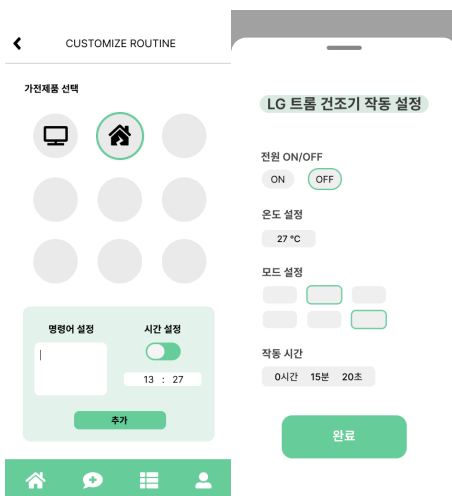 CUSTOMIZE ROUTINE
가전제품 선택
명령어 설정
시간 설정
13 : 27
추가
LG 트롬 건조기 작동 설정
전원 ON/OFF
ON
OFF
온도 설정
27 °C
모드 설정
작동 시간
0시간 15분 20초
완료